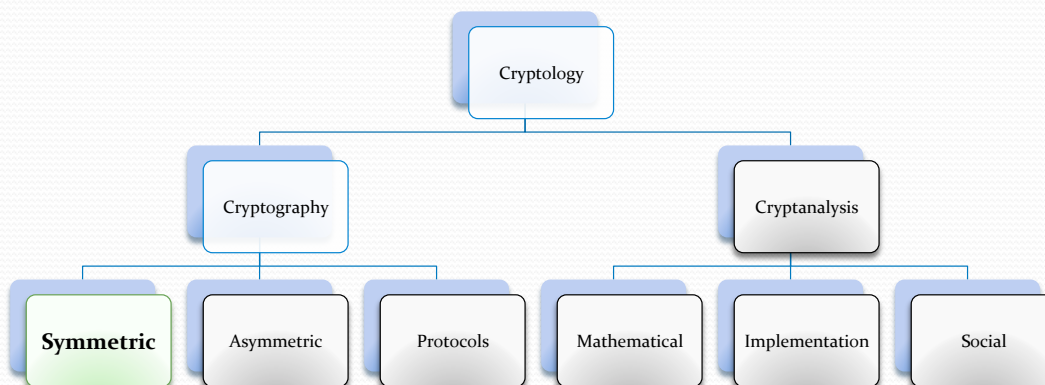 Cryptology
Cryptography
Cryptanalysis
Symmetric
Asymmetric
Protocols
Mathematical
Implementation
Social